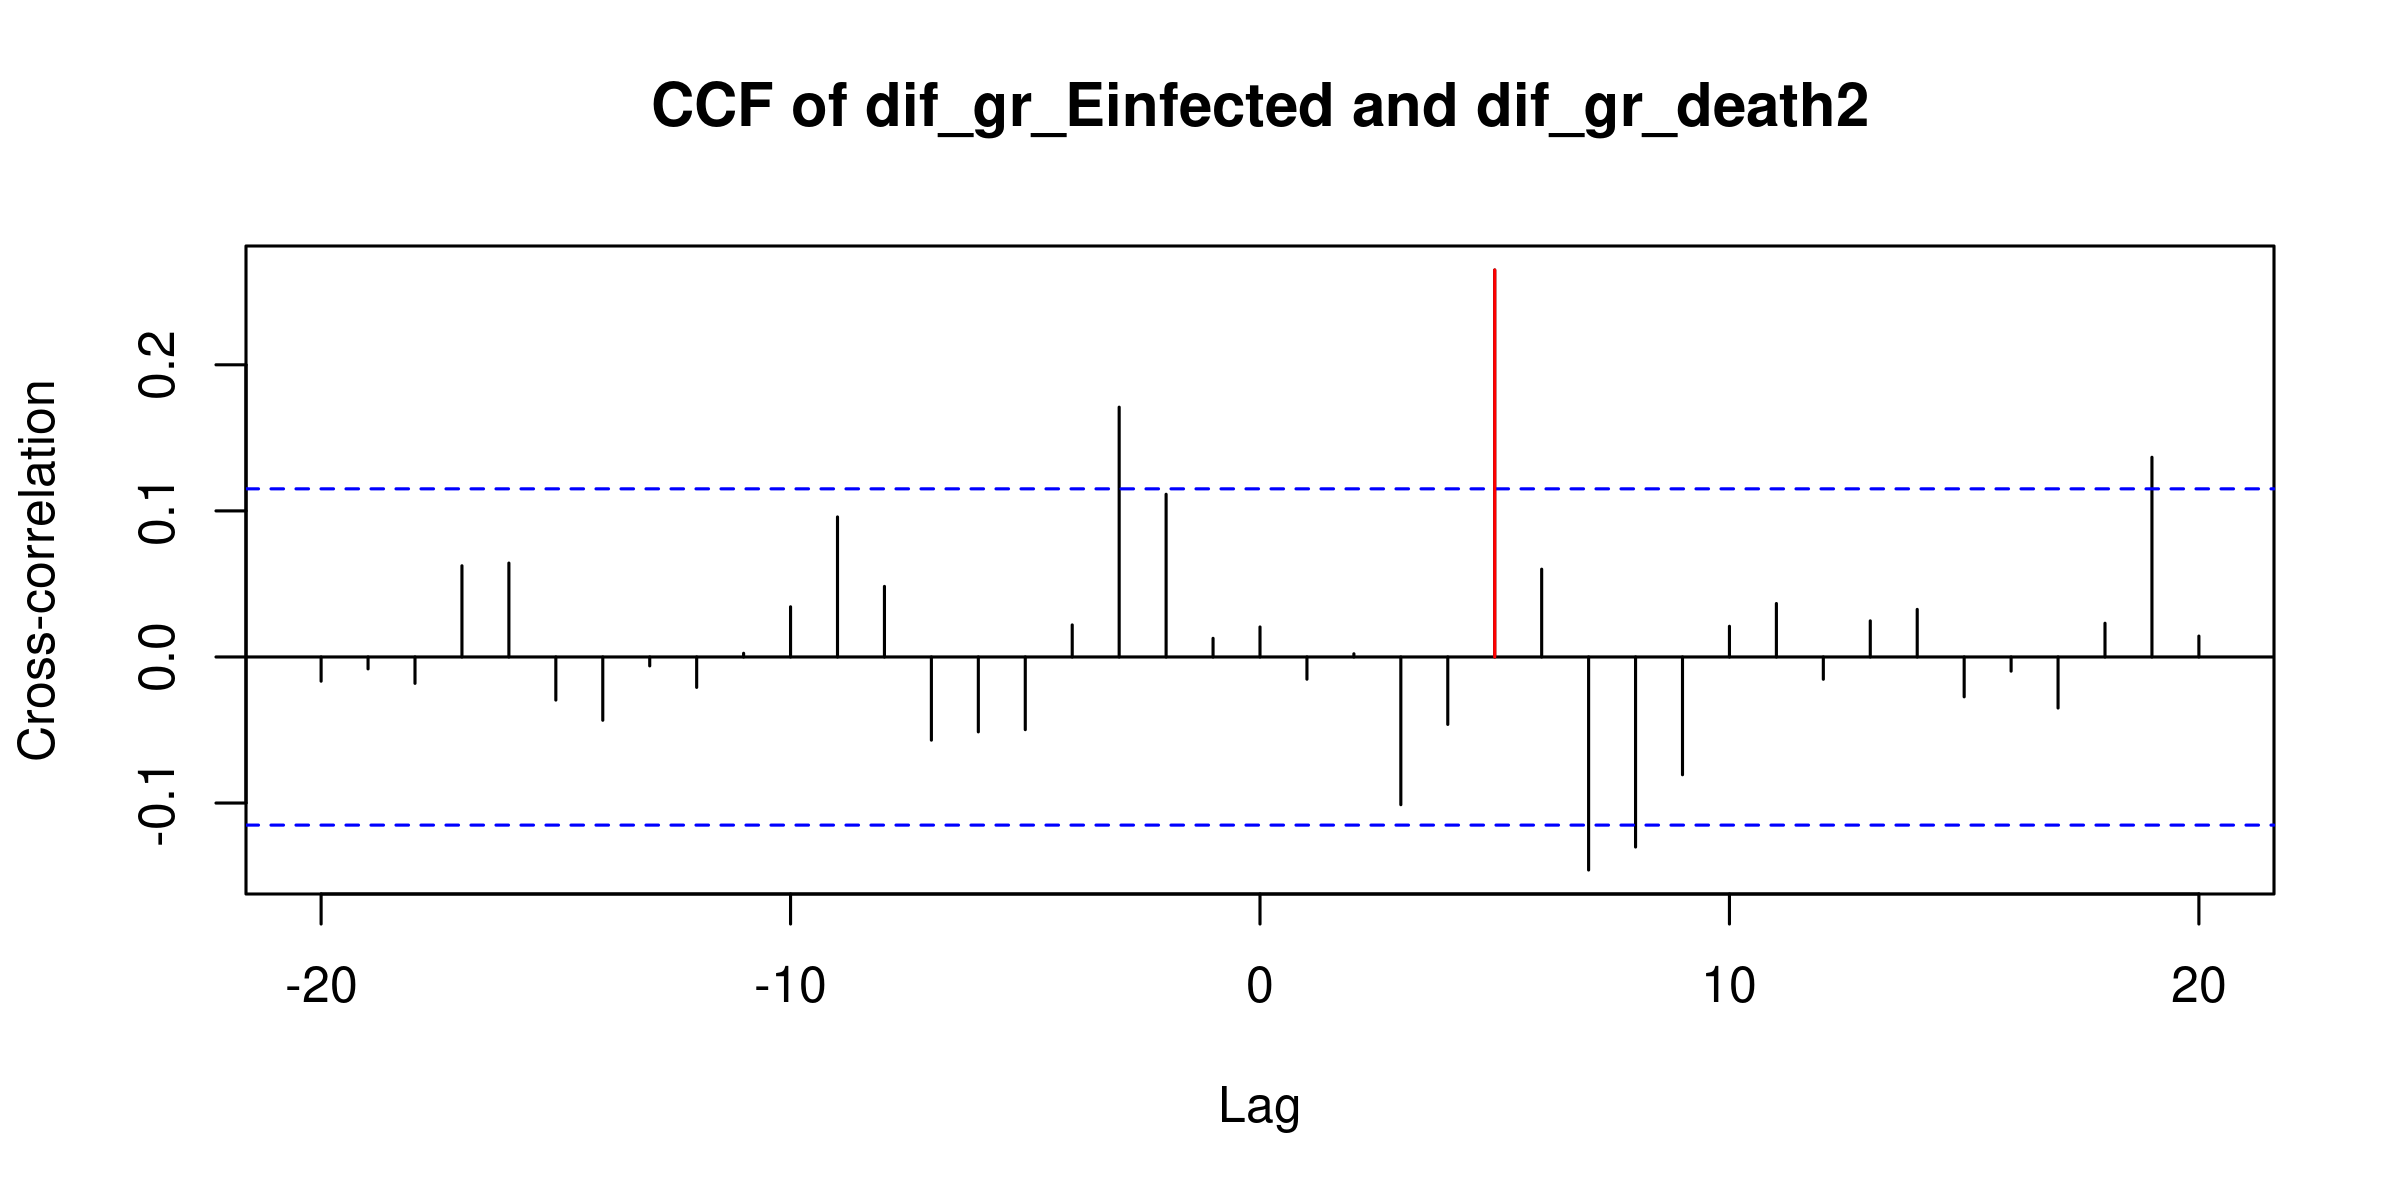 CCF of dif_gr_Einfected and dif_gr_death2
Cross-correlation
0.2
0.1
0.0
-0.1
-20 -10 0 10 20
Lag